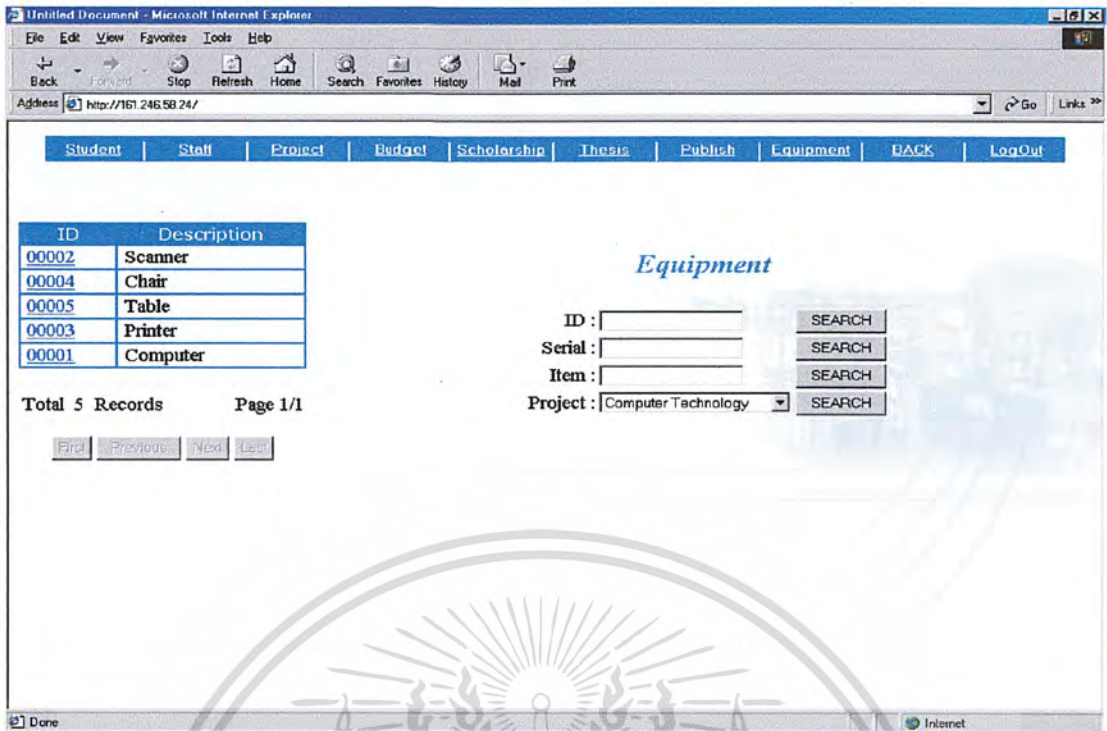 Untitled Document - Microsoft Internet Explorer
File Edit View Favorites Tools Help
Back Forward Stop Refresh Home Search Favorites History Mail Print
Address http://161.246.58.24/ Go Links »
Student | Staff | Project | Budget | Scholarship | Thesis | Publish | Equipment | BACK | LogOut
ID Description
00002 Scanner
00004 Chair
00005 Table
00003 Printer
00001 Computer
Total 5 Records Page 1/1
First Previous Next Last
Equipment
ID : SEARCH
Serial : SEARCH
Item : SEARCH
Project : Computer Technology SEARCH
Done Internet